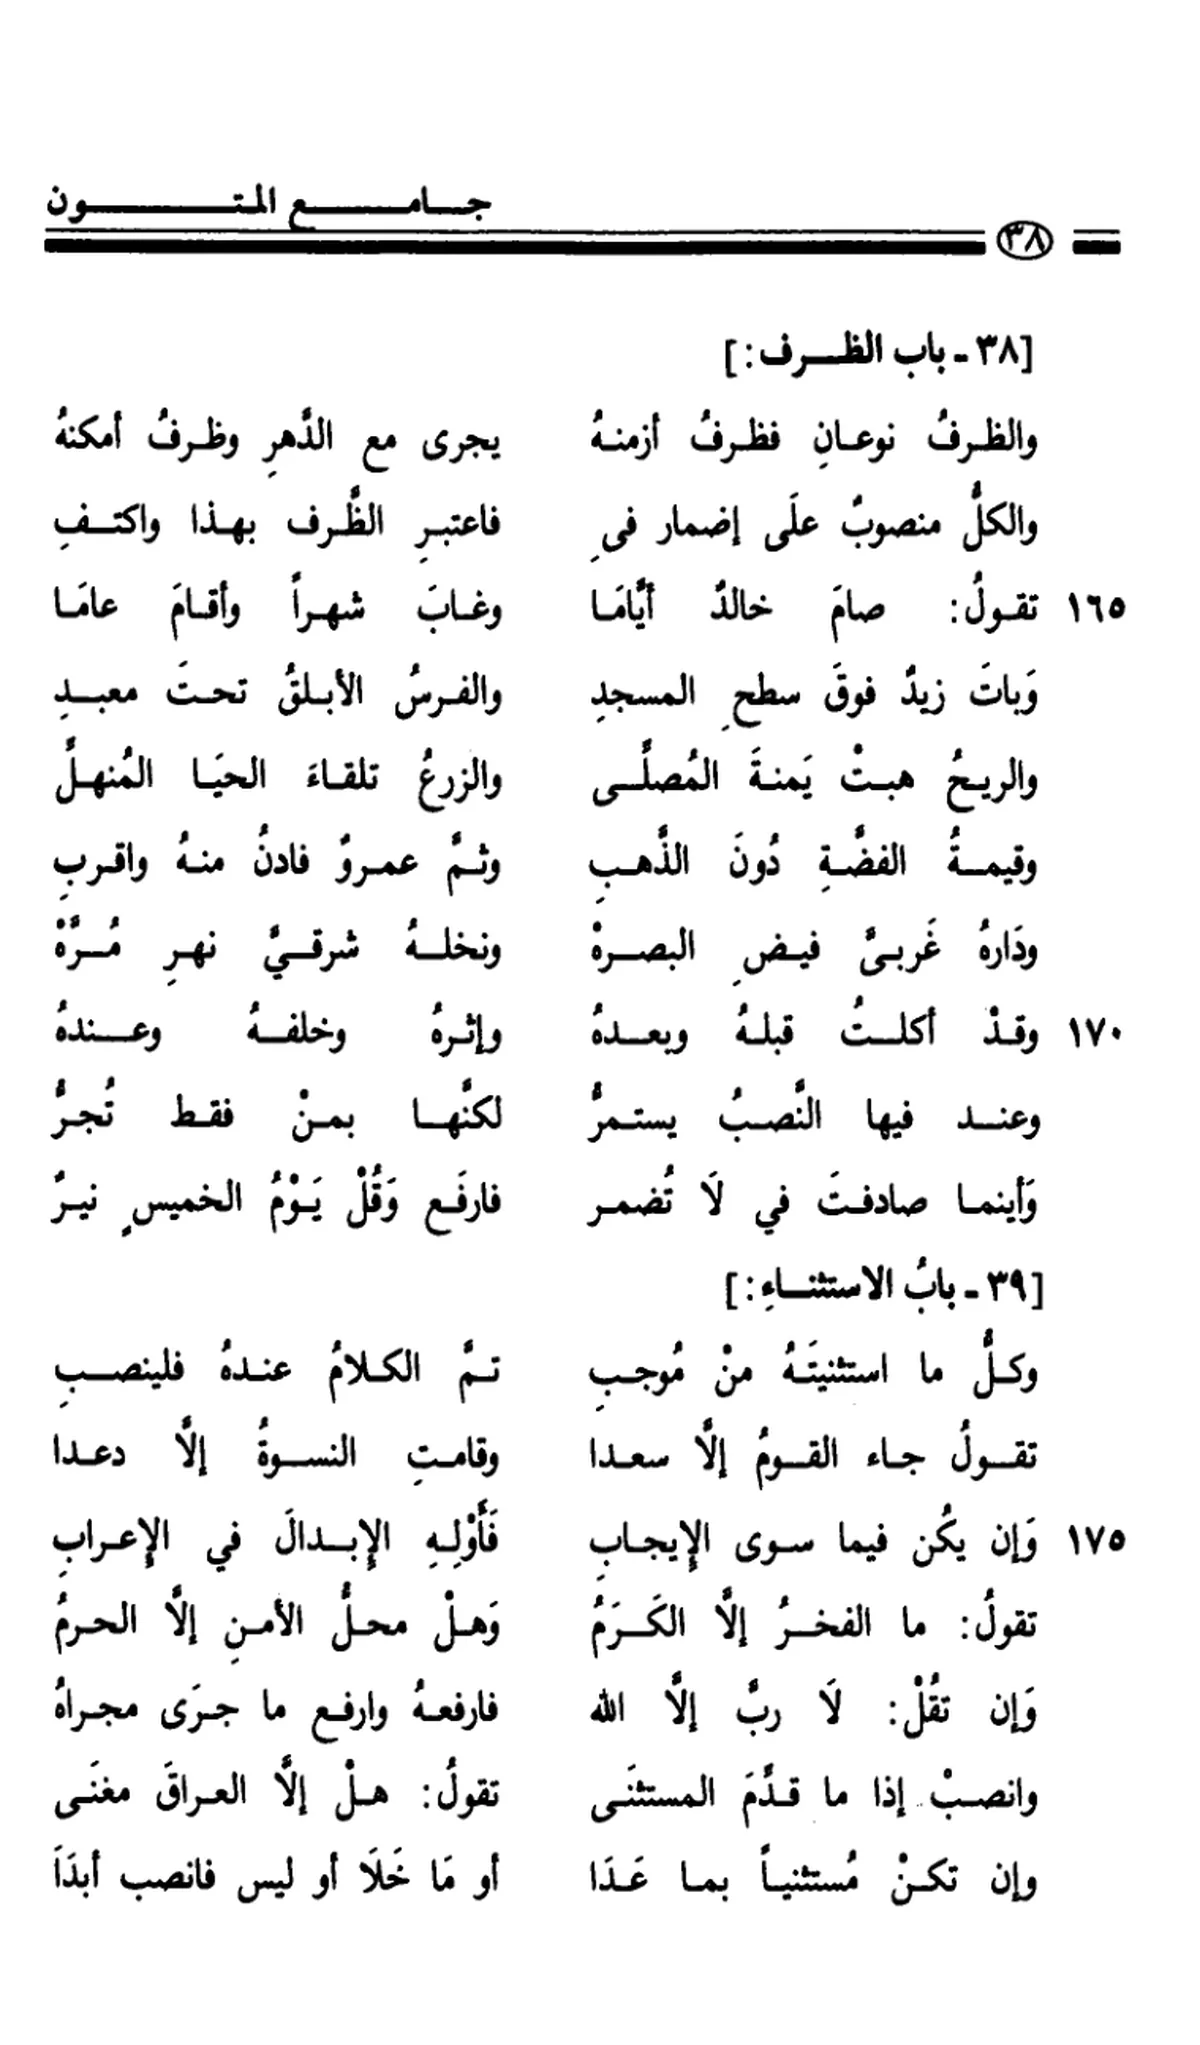 جامع المتون
٣٨
[٣٨ - باب الظرف:]
والظرفُ نوعانِ فظرفُ أزمنهُ يجرى مع الدَّهرِ وظرفُ أمكنهُ
والكلُّ منصوبٌ علَى إضمار فىِ فاعتبرِ الظَّرف بهذا واكتفِ
١٦٥ تقولُ: صامَ خالدٌ أيَّامَا وغابَ شهراً وأقامَ عامَا
وَباتَ زيدٌ فوقَ سطحِ المسجدِ والفرسُ الأبلقُ تحتَ معبدِ
والريحُ هبتْ يَمنةَ المُصلَّى والزرعُ تلقاءَ الحيَا المُنهلَّ
وقيمةُ الفضَّةِ دُونَ الذَّهبِ وثمَّ عمروٌ فادنُ منهُ واقربِ
ودَارهُ غَربىَّ فيضِ البصرهْ ونخلهُ شرقيَّ نهرِ مُرَّهْ
١٧٠ وقدْ أكلتُ قبلهُ وبعدهُ وإثرهُ وخلفهُ وعندهُ
وعند فيها النَّصبُ يستمرُّ لكنَّها بمنْ فقط تُجرُّ
وَأينما صادفتَ في لَا تُضمر فارفَع وَقُلْ يَوْمُ الخميسِ نيرٌ
[٣٩ - بابُ الاستثناءِ:]
وكلُّ ما استثنيتَهُ منْ مُوجبِ تمَّ الكلامُ عندهُ فلينصبِ
تقولُ جاء القومُ إلَّا سعدا وقامتِ النسوةُ إلَّا دعدا
١٧٥ وَإن يكُن فيما سوى الإيجابِ فَأَوْلِهِ الإبدالَ في الإعرابِ
تقولُ: ما الفخرُ إلَّا الكَرَمُ وَهلْ محلُّ الأمنِ إلَّا الحرمُ
وَإن تقُلْ: لَا ربَّ إلَّا الله فارفعهُ وارفع ما جرَى مجراهُ
وانصبْ إذا ما قدَّمَ المستثنَى تقولُ: هلْ إلَّا العراقَ مغنَى
وإن تكنْ مُستثنياً بما عَدَا أو مَا خَلَا أو ليس فانصب أبدَاَ